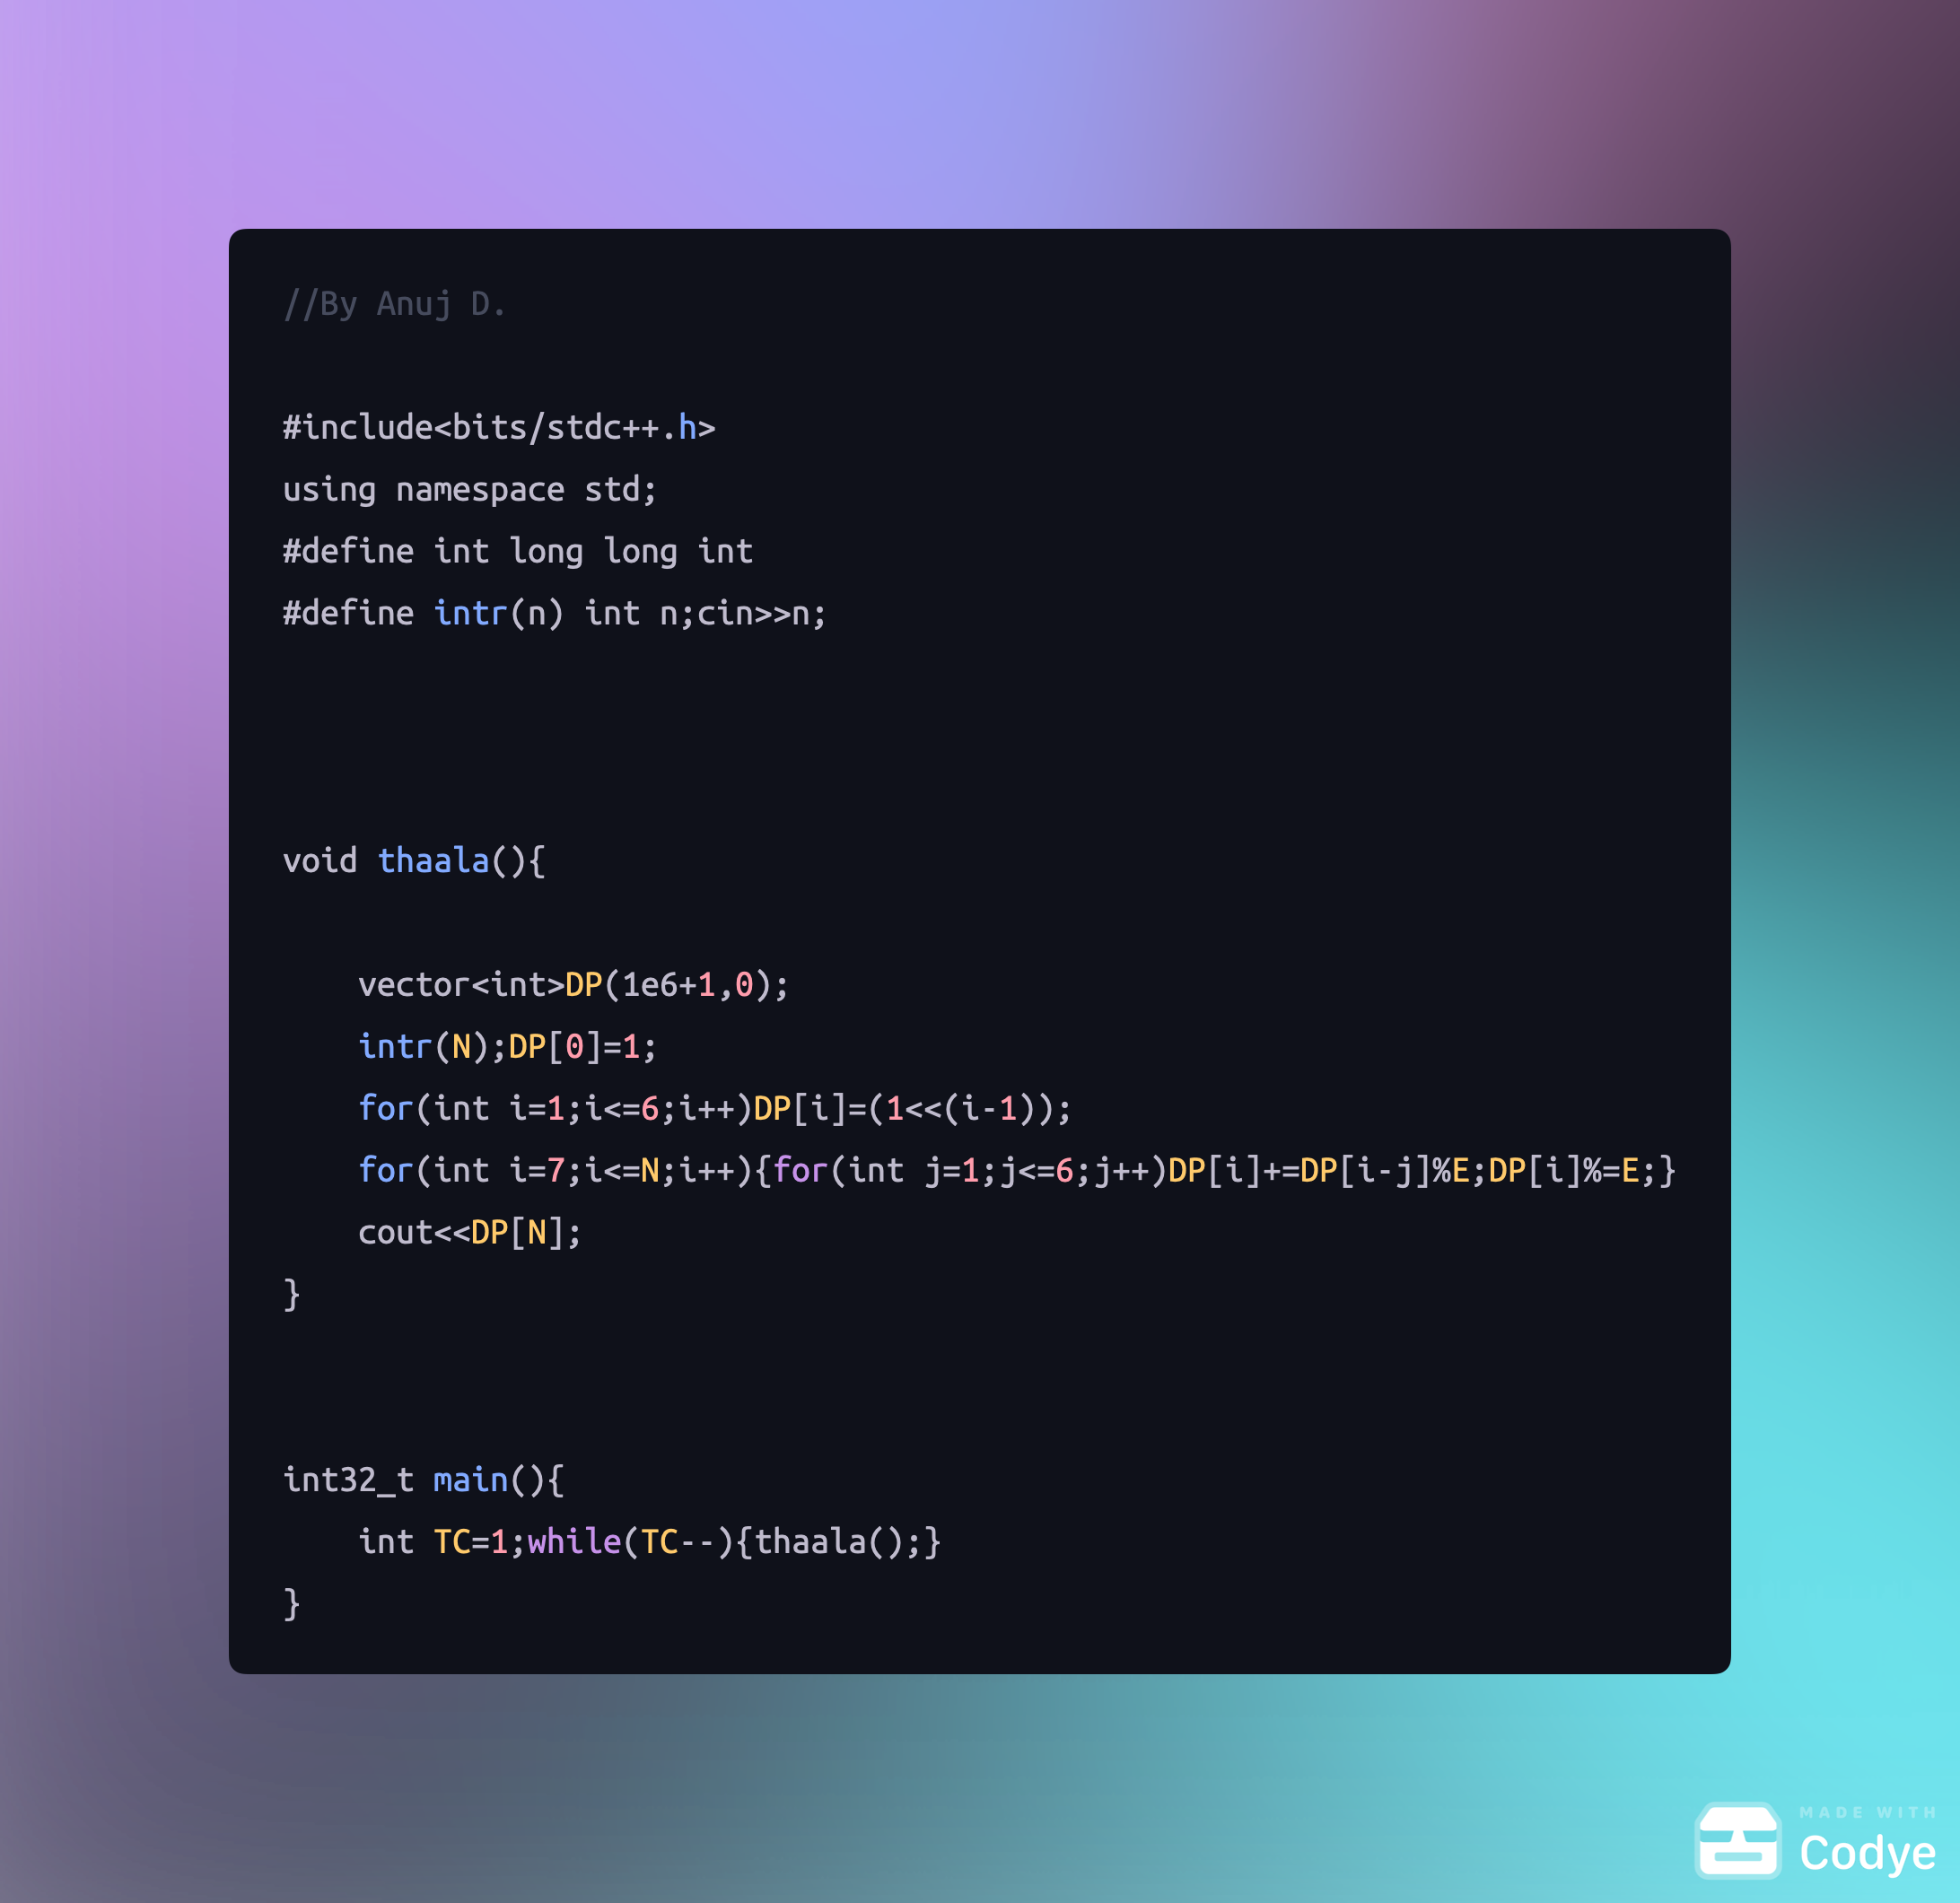 //By Anuj D.
#include<bits/stdc++.h>
using namespace std;
#define int long long int
#define intr(n) int n;cin>>n;
void thaala(){
    vector<int>DP(1e6+1,0);
    intr(N);DP[0]=1;
    for(int i=1;i<=6;i++)DP[i]=(1<<(i-1));
    for(int i=7;i<=N;i++){for(int j=1;j<=6;j++)DP[i]+=DP[i-j]%E;DP[i]%=E;}
    cout<<DP[N];
}
int32_t main(){
    int TC=1;while(TC--){thaala();}
}
MADE WITH
Codye